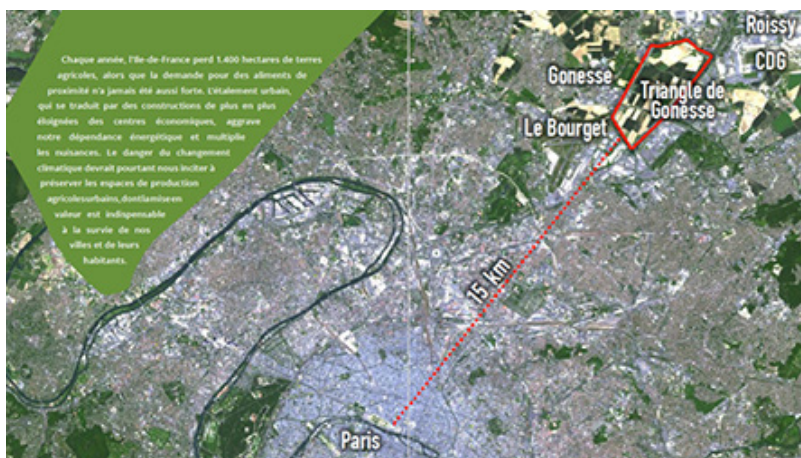 Chaque année, l'Ile-de-France perd 1.400 hectares de terres
agricoles, alors que la demande pour des aliments de
proximité n'a jamais été aussi forte. L'étalement urbain,
qui se traduit par des constructions de plus en plus
éloignées des centres économiques, aggrave
notre dépendance énergétique et multiplie
les nuisances. Le danger du changement
climatique devrait pourtant nous inciter à
préserver les espaces de production
agricolesurbains,dontlamiseen
valeur est indispensable
à la survie de nos
villes et de leurs
habitants.
Roissy
CDG
Gonesse
Triangle de
Gonesse
Le Bourget
15 km
Paris